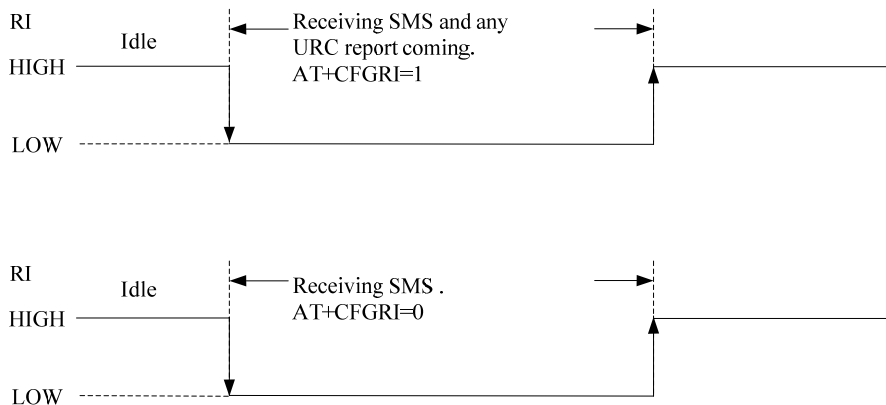 RI
Idle
Receiving SMS and any
URC report coming.
HIGH
AT+CFGRI=1
LOW
RI
Idle
Receiving SMS .
HIGH
AT+CFGRI=0
LOW